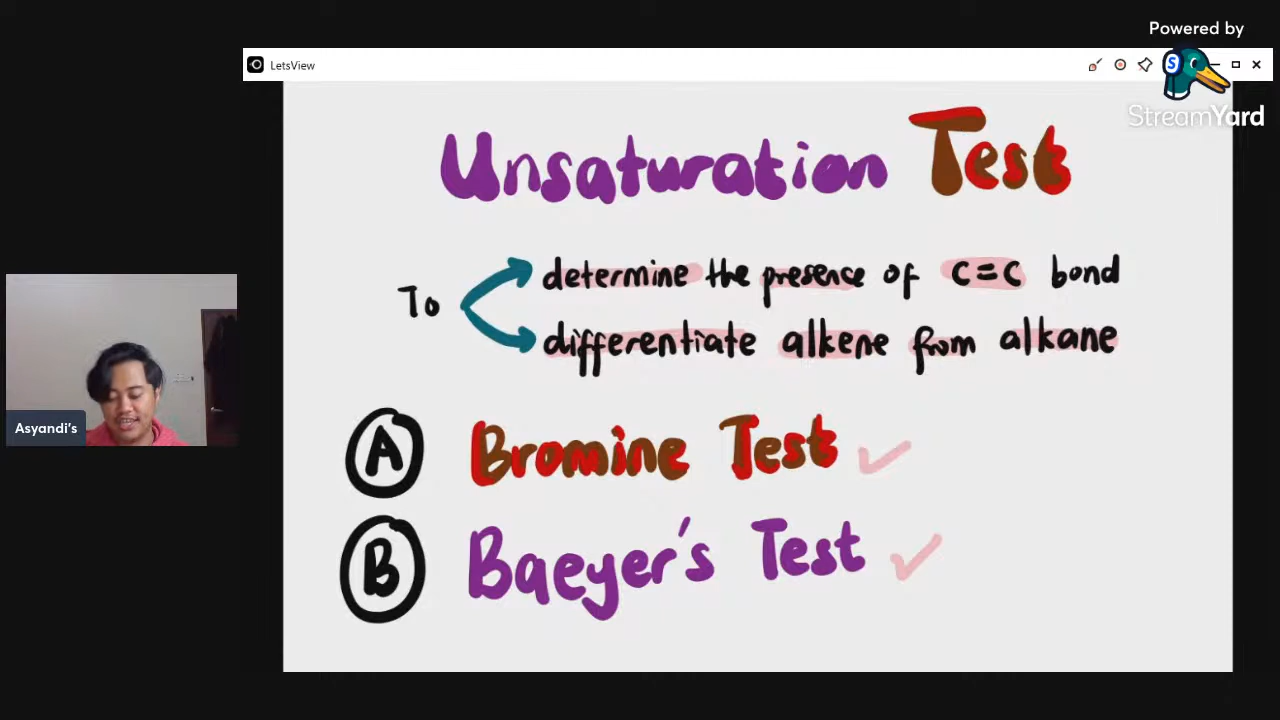 Powered by
LetsView
StreamYard
Unsaturation Test
To
determine the presence of C=C bond
differentiate alkene from alkane
Asyandi's
A Bromine Test
B Baeyer's Test